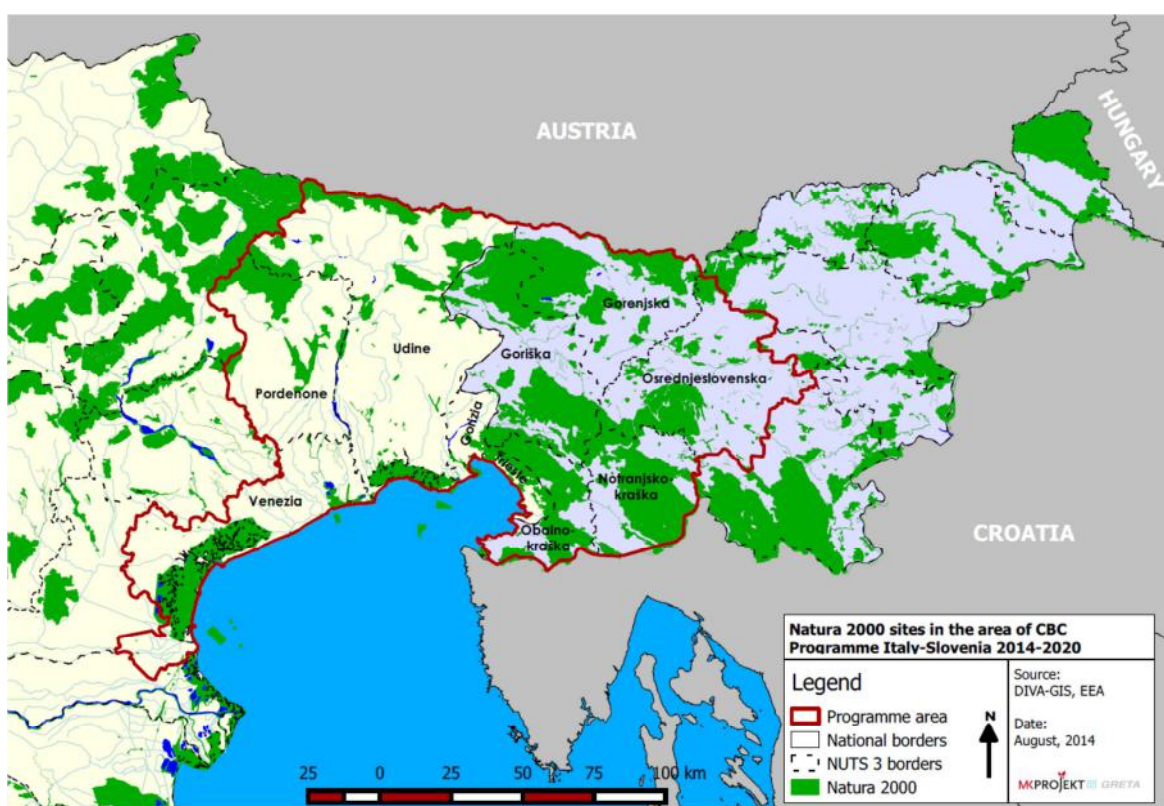 AUSTRIA
HUNGARY
Gorenjska
Udine
Goriška
Osrednjeslovenska
Pordenone
Gorizia
Trieste
Notranjsko-
kraška
Venezia
Obalno-
kraška
CROATIA
Natura 2000 sites in the area of CBC
Programme Italy-Slovenia 2014-2020
Legend
Programme area
National borders
NUTS 3 borders
Natura 2000
N
Source:
DIVA-GIS, EEA
Date:
August, 2014
MKPROJEKT GRETA
25 0 25 50 75 100 km